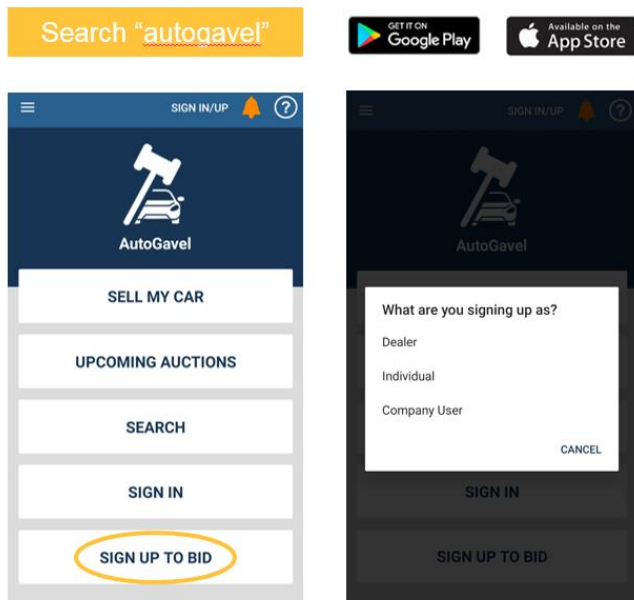 Search “autogavel”
GET IT ON
Google Play
Available on the
App Store
SIGN IN/UP
?
AutoGavel
SELL MY CAR
UPCOMING AUCTIONS
SEARCH
SIGN IN
SIGN UP TO BID
SIGN IN/UP
?
AutoGavel
What are you signing up as?
Dealer
Individual
Company User
CANCEL
SIGN IN
SIGN UP TO BID